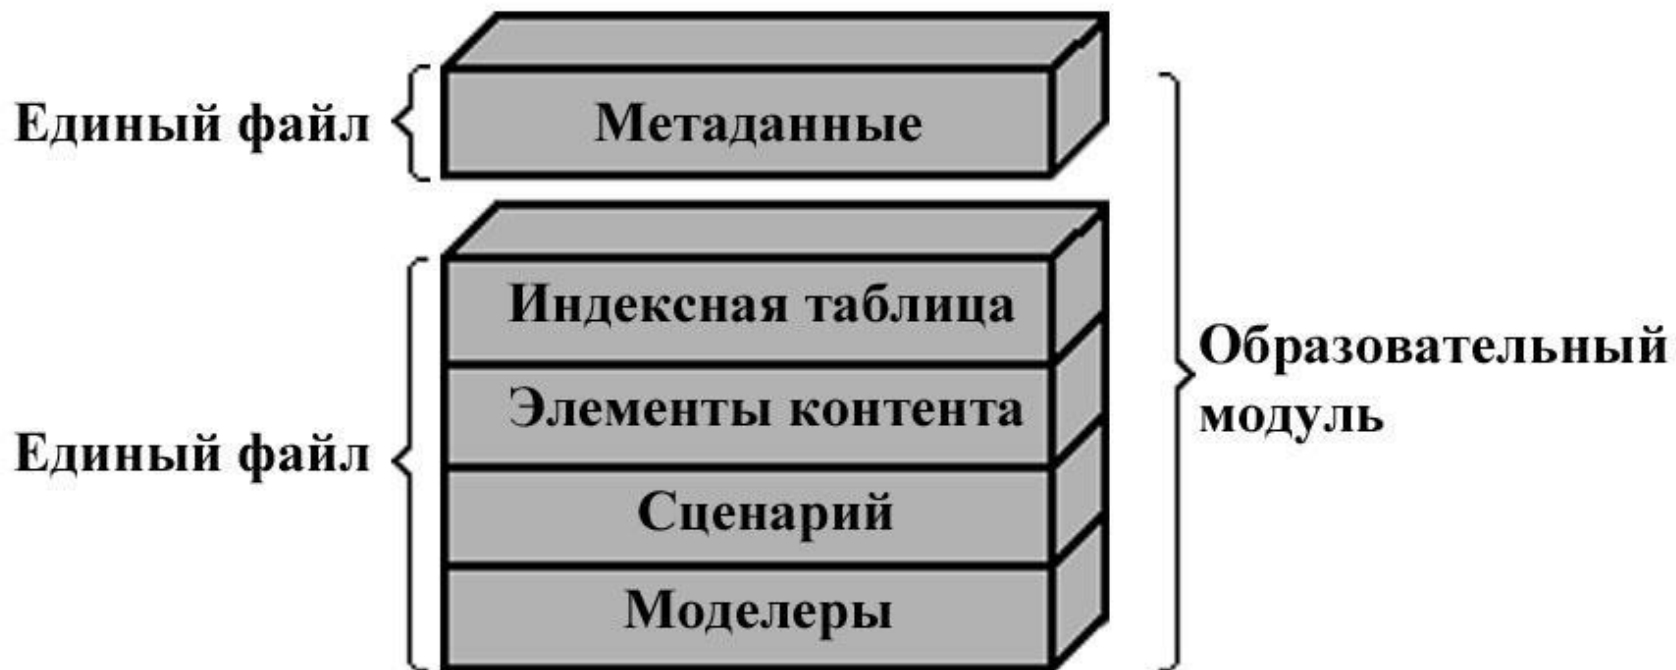 Единый файл
Метаданные
Индексная таблица
Элементы контента
Единый файл
Сценарий
Моделеры
Образовательный
модуль